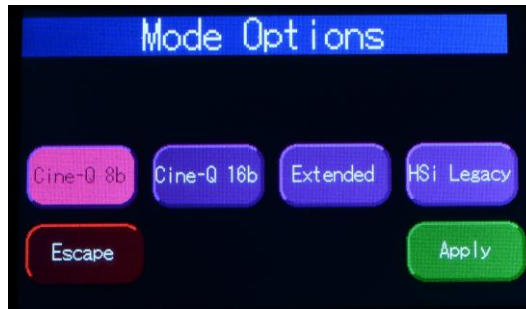 Mode Options
Cine-Q 8b Cine-Q 16b Extended HSi Legacy
Escape Apply